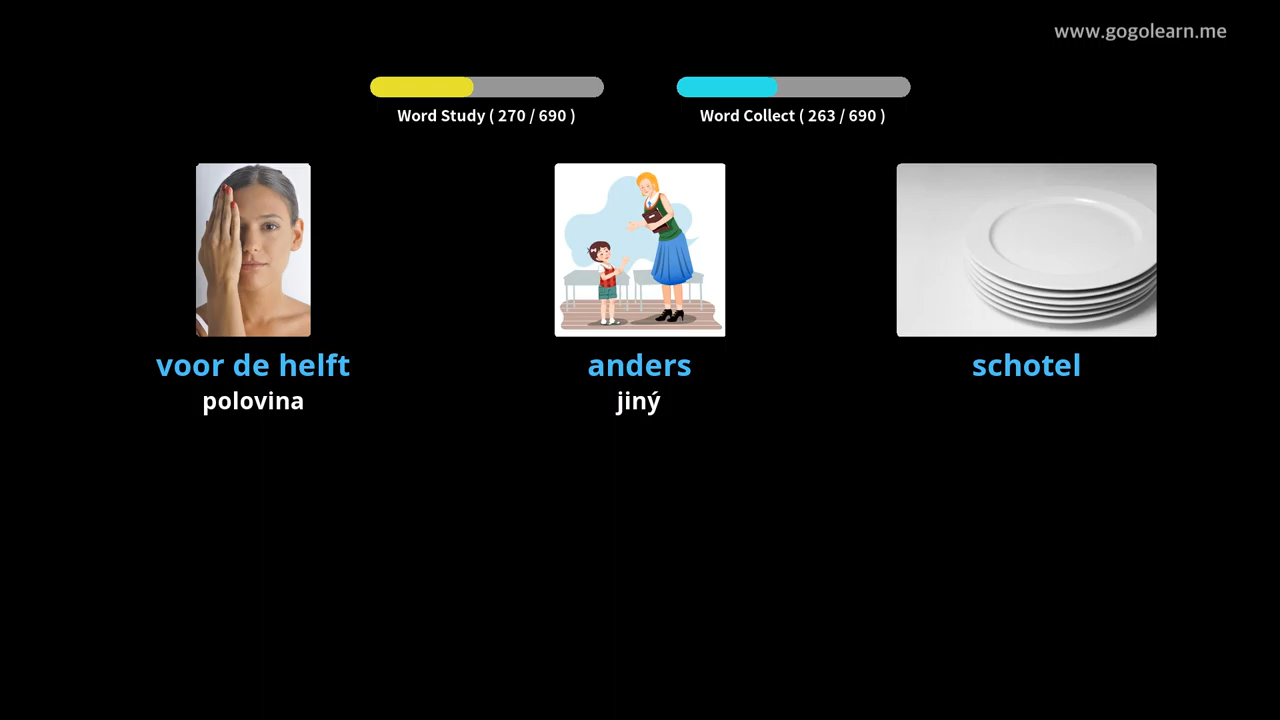 www.gogolearn.me
Word Study ( 270 / 690 )
Word Collect ( 263 / 690 )
voor de helft
polovina
anders
jiný
schotel